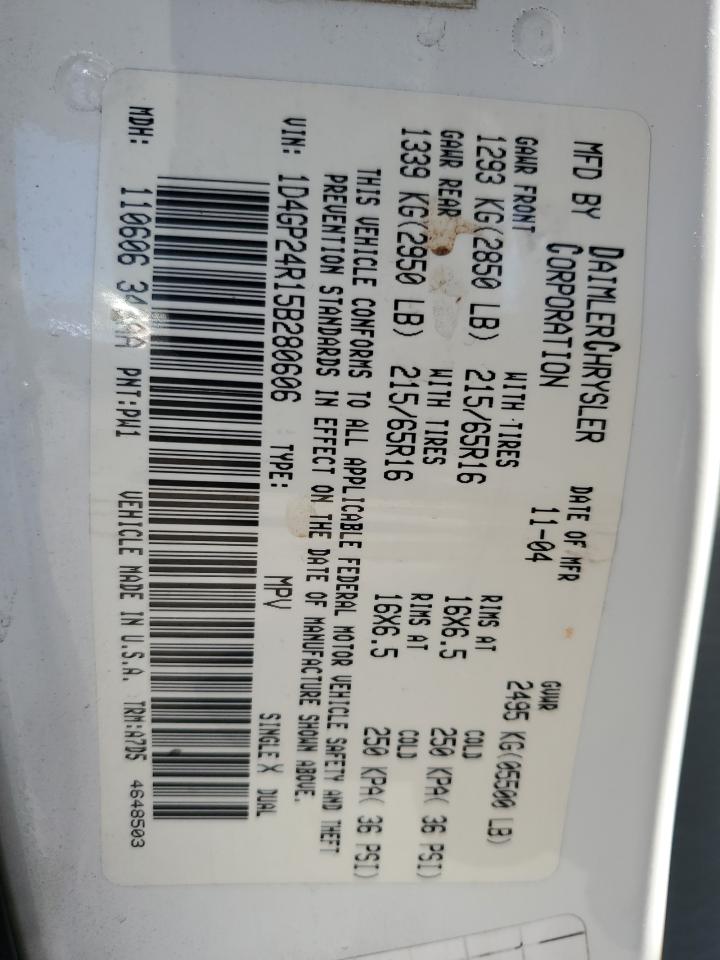 MFD BY DAIMLERCHRYSLER CORPORATION
DATE OF MFR 11-04
GVWR 2495 KG(05500 LB)
GAWR FRONT WITH TIRES RIMS AT COLD
1293 KG(2850 LB) 215/65R16 16X6.5 250 KPA( 36 PSI)
GAWR REAR WITH TIRES RIMS AT COLD
1339 KG(2950 LB) 215/65R16 16X6.5 250 KPA( 36 PSI)
THIS VEHICLE CONFORMS TO ALL APPLICABLE FEDERAL MOTOR VEHICLE SAFETY AND THEFT
PREVENTION STANDARDS IN EFFECT ON THE DATE OF MANUFACTURE SHOWN ABOVE.
VIN: 1D4GP24R15B280606 TYPE: MPV SINGLE X DUAL
MDH: 110606 PNT:PW1 VEHICLE MADE IN U.S.A. TRM:A7D5 4648503